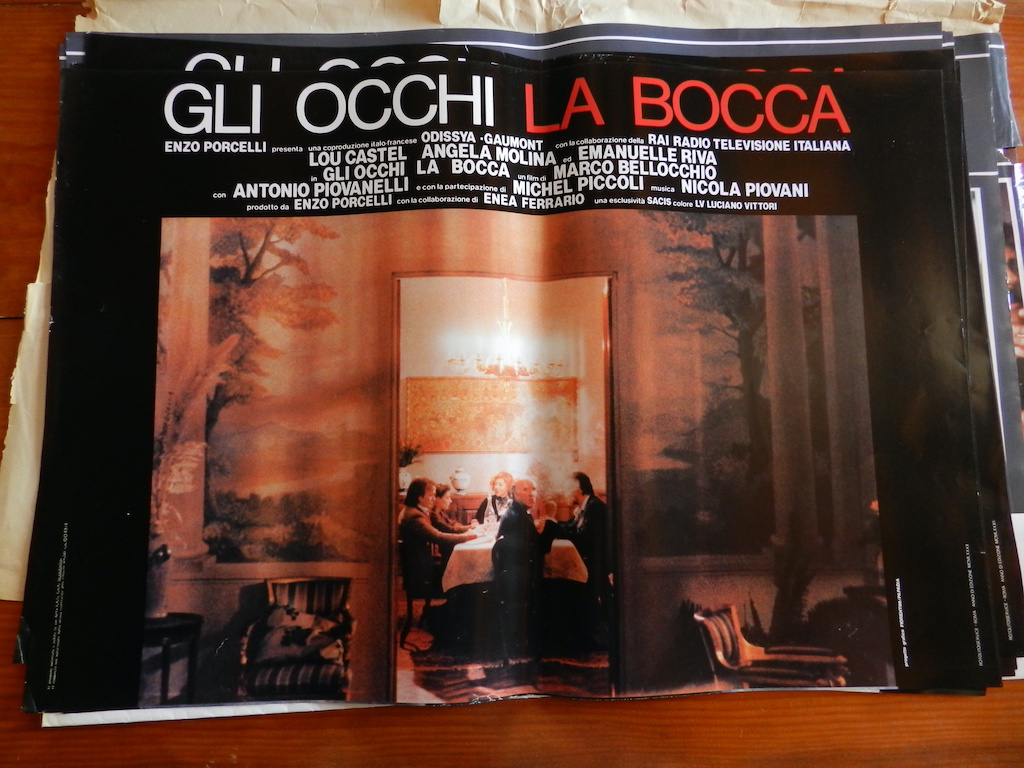 GLI OCCHI LA BOCCA
ENZO PORCELLI presenta una coproduzione italo-francese ODISSYA - GAUMONT con la collaborazione della RAI RADIO TELEVISIONE ITALIANA
LOU CASTEL ANGELA MOLINA ed EMANUELLE RIVA
in GLI OCCHI LA BOCCA un film di MARCO BELLOCCHIO
con ANTONIO PIOVANELLI e con la partecipazione di MICHEL PICCOLI musica NICOLA PIOVANI
prodotto da ENZO PORCELLI con la collaborazione di ENEA FERRARIO una esclusività SACIS colore LV LUCIANO VITTORI